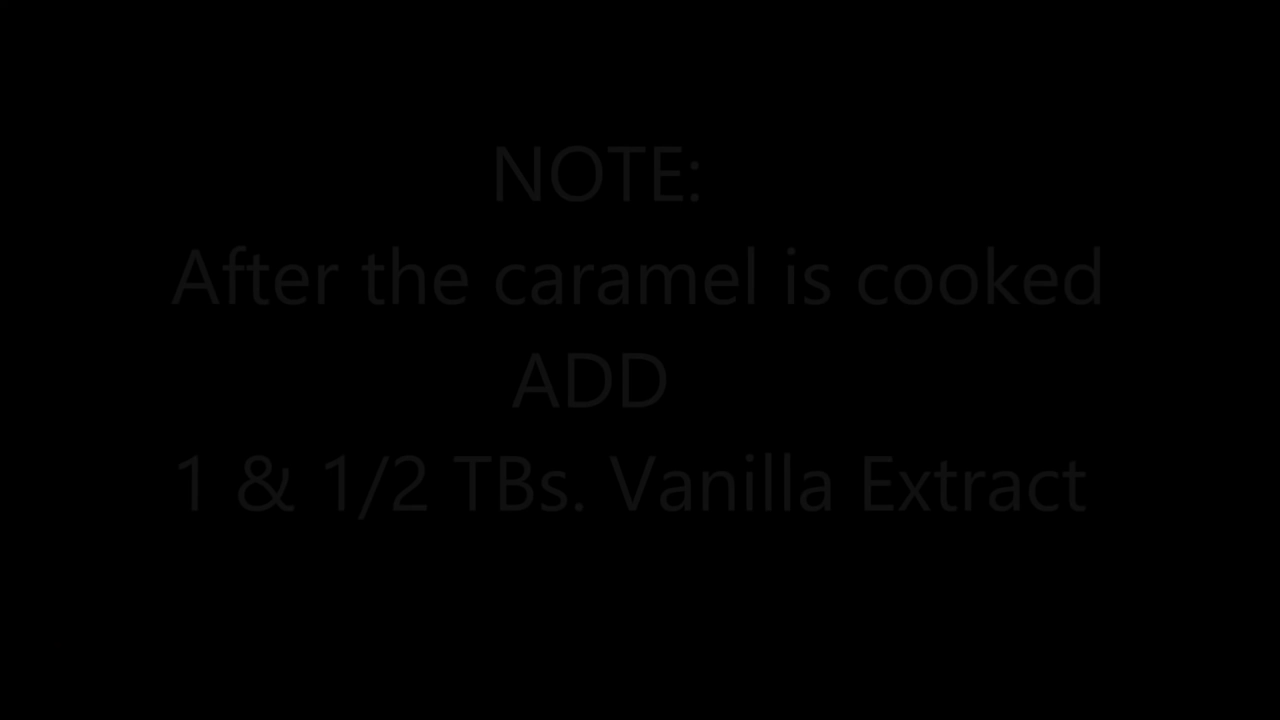 NOTE:
After the caramel is cooked
ADD
1 & 1/2 TBs. Vanilla Extract